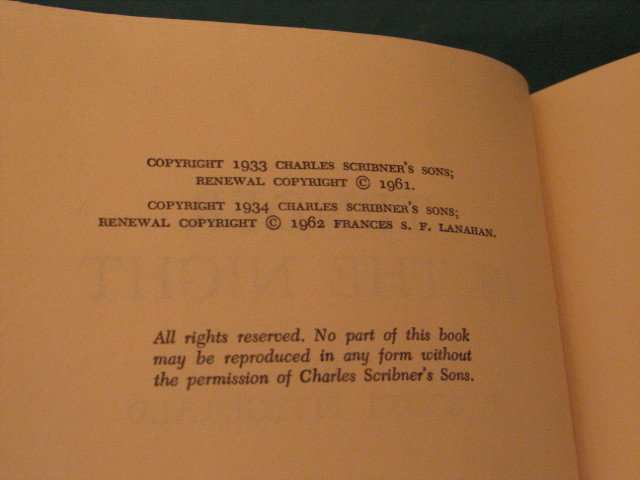 COPYRIGHT 1933 CHARLES SCRIBNER'S SONS;
RENEWAL COPYRIGHT © 1961.
COPYRIGHT 1934 CHARLES SCRIBNER'S SONS;
RENEWAL COPYRIGHT © 1962 FRANCES S. F. LANAHAN.
All rights reserved. No part of this book
may be reproduced in any form without
the permission of Charles Scribner's Sons.